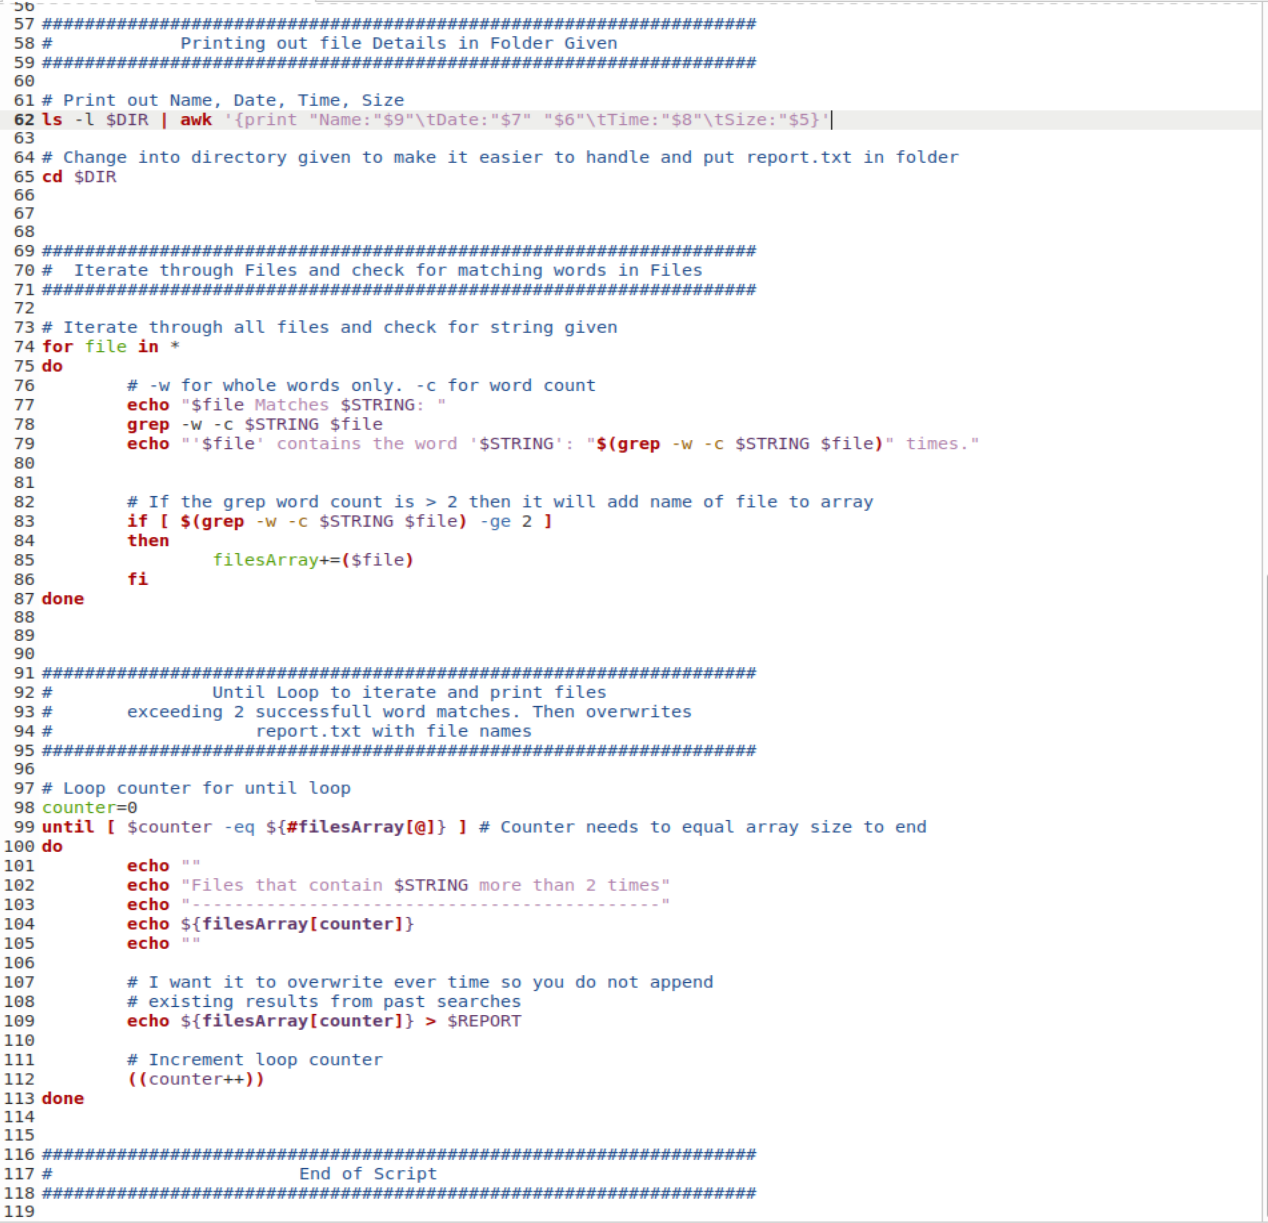 56
57 ###################################################################
58 #            Printing out file Details in Folder Given
59 ###################################################################
60
61 # Print out Name, Date, Time, Size
62 ls -l $DIR | awk '{print "Name:"$9"\tDate:"$7" "$6"\tTime:"$8"\tSize:"$5}'
63
64 # Change into directory given to make it easier to handle and put report.txt in folder
65 cd $DIR
66
67
68
69 ###################################################################
70 #  Iterate through Files and check for matching words in Files
71 ###################################################################
72
73 # Iterate through all files and check for string given
74 for file in *
75 do
76         # -w for whole words only. -c for word count
77         echo "$file Matches $STRING: "
78         grep -w -c $STRING $file
79         echo "'$file' contains the word '$STRING': "$(grep -w -c $STRING $file)" times."
80
81
82         # If the grep word count is > 2 then it will add name of file to array
83         if [ $(grep -w -c $STRING $file) -ge 2 ]
84         then
85                 filesArray+=($file)
86         fi
87 done
88
89
90
91 ###################################################################
92 #               Until Loop to iterate and print files
93 #       exceeding 2 successfull word matches. Then overwrites
94 #                   report.txt with file names
95 ###################################################################
96
97 # Loop counter for until loop
98 counter=0
99 until [ $counter -eq ${#filesArray[@]} ] # Counter needs to equal array size to end
100 do
101         echo ""
102         echo "Files that contain $STRING more than 2 times"
103         echo "--------------------------------------------"
104         echo ${filesArray[counter]}
105         echo ""
106
107         # I want it to overwrite ever time so you do not append
108         # existing results from past searches
109         echo ${filesArray[counter]} > $REPORT
110
111         # Increment loop counter
112         ((counter++))
113 done
114
115
116 ###################################################################
117 #                       End of Script
118 ###################################################################
119